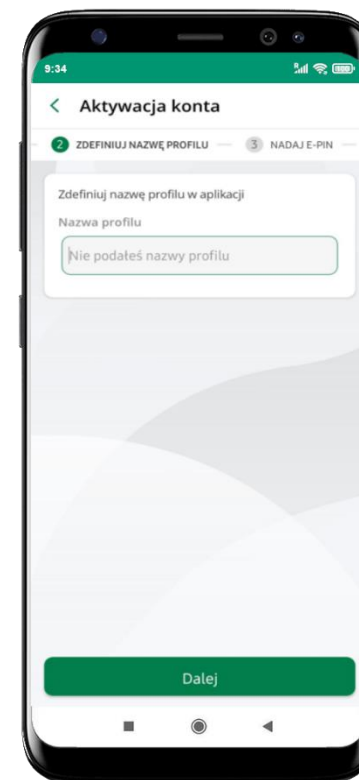 9:34
Aktywacja konta
2 ZDEFINIUJ NAZWĘ PROFILU 3 NADAJ E-PIN
Zdefiniuj nazwę profilu w aplikacji
Nazwa profilu
Nie podałeś nazwy profilu
Dalej